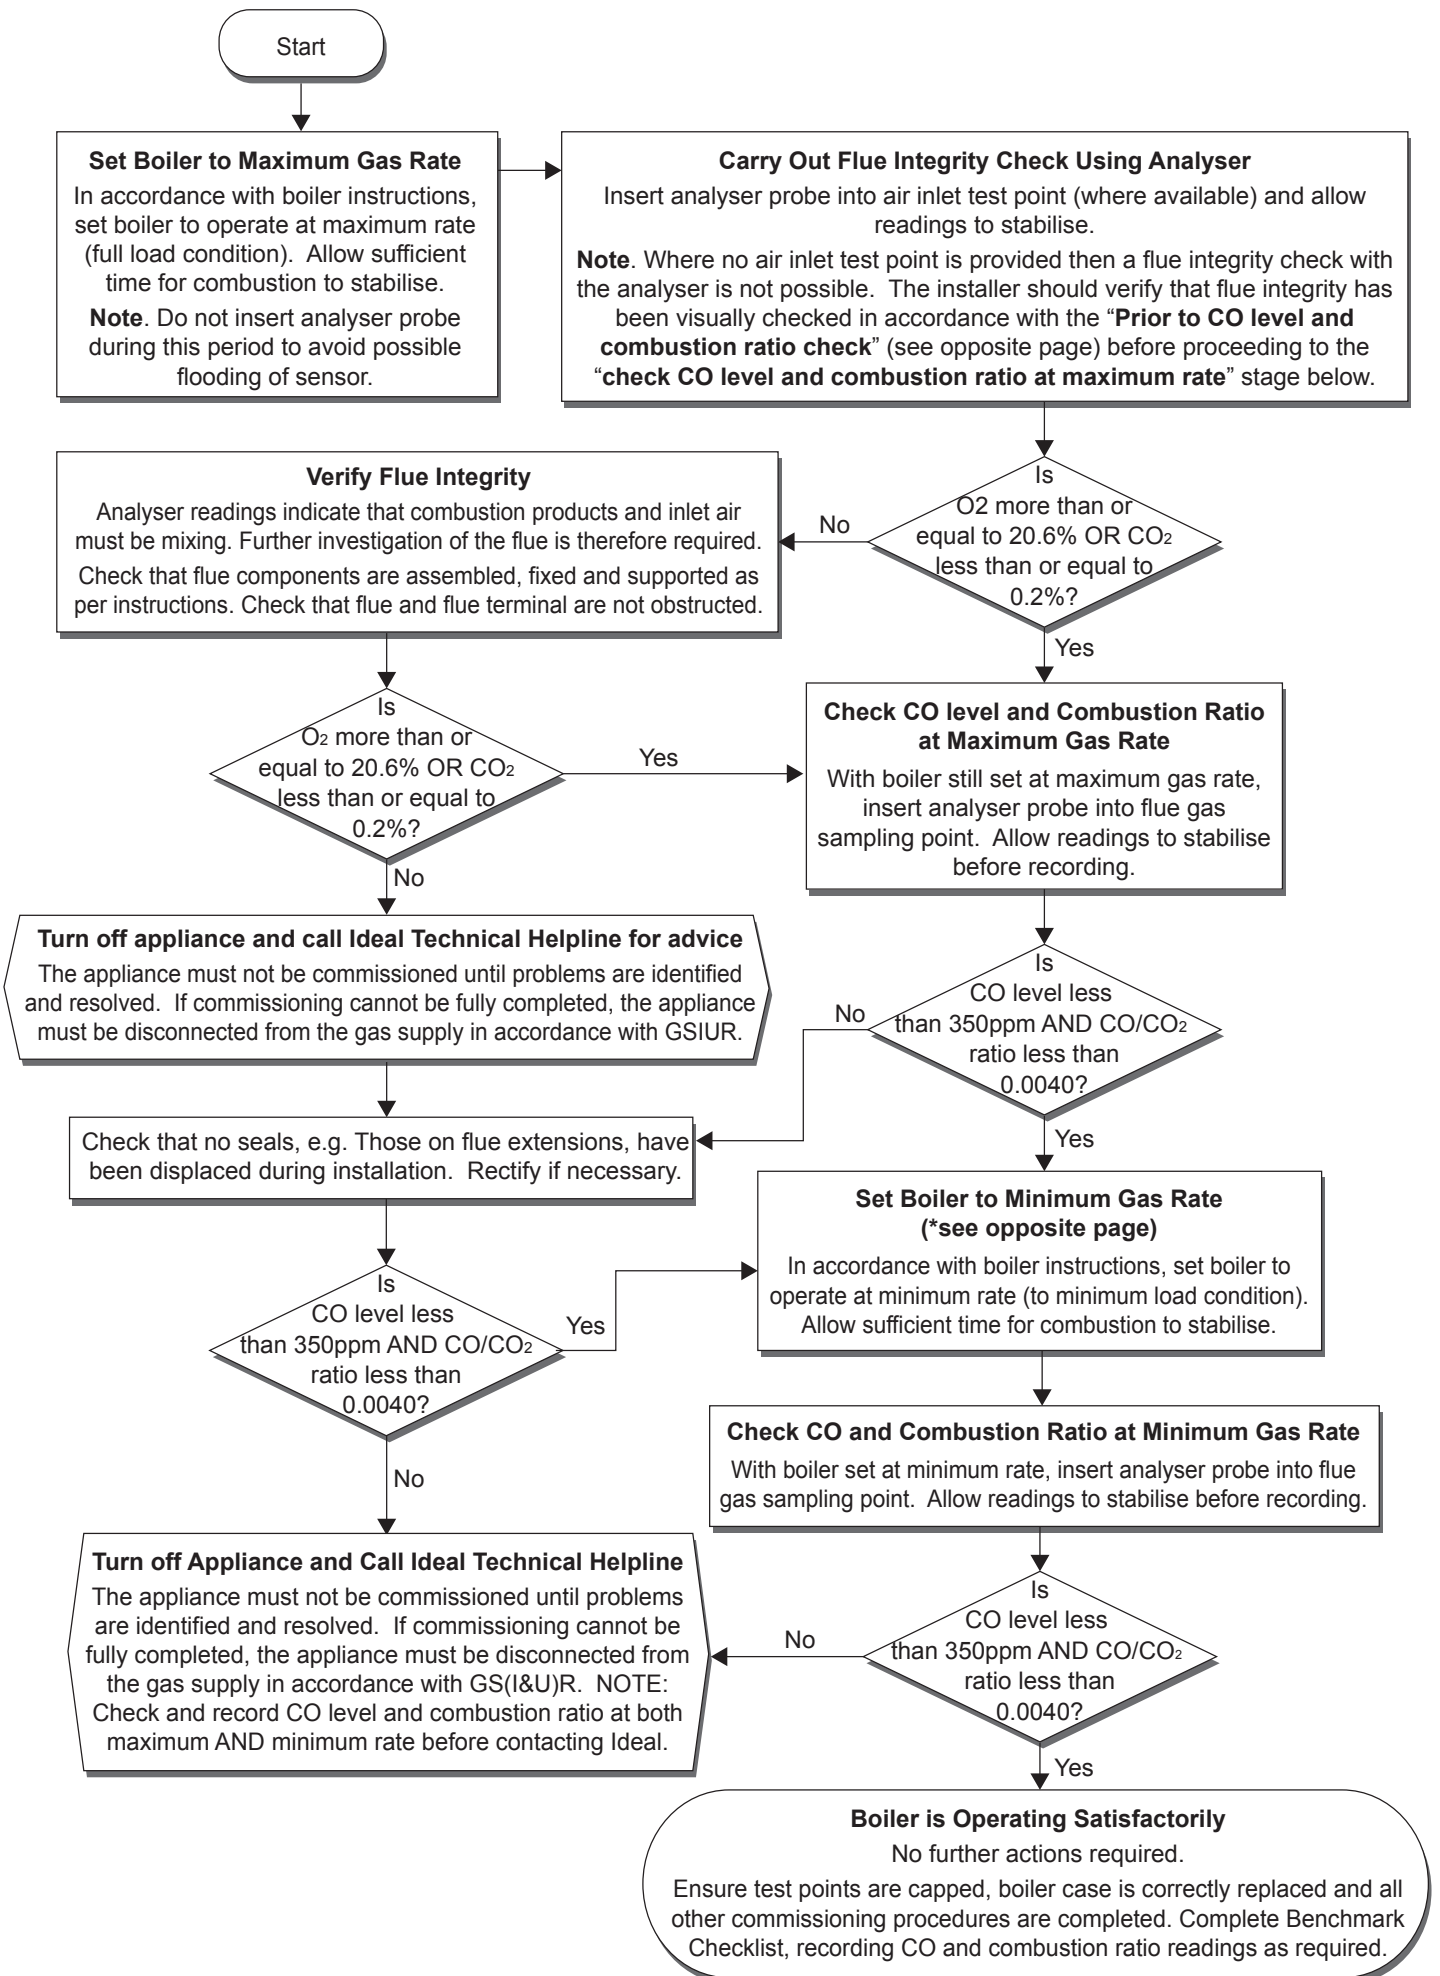 Start
Set Boiler to Maximum Gas Rate
In accordance with boiler instructions,
set boiler to operate at maximum rate
(full load condition). Allow sufficient
time for combustion to stabilise.
Note. Do not insert analyser probe
during this period to avoid possible
flooding of sensor.
Carry Out Flue Integrity Check Using Analyser
Insert analyser probe into air inlet test point (where available) and allow
readings to stabilise.
Note. Where no air inlet test point is provided then a flue integrity check with
the analyser is not possible. The installer should verify that flue integrity has
been visually checked in accordance with the “Prior to CO level and
combustion ratio check” (see opposite page) before proceeding to the
“check CO level and combustion ratio at maximum rate” stage below.
Is
O2 more than or
equal to 20.6% OR CO2
less than or equal to
0.2%?
No
Yes
Verify Flue Integrity
Analyser readings indicate that combustion products and inlet air
must be mixing. Further investigation of the flue is therefore required.
Check that flue components are assembled, fixed and supported as
per instructions. Check that flue and flue terminal are not obstructed.
Is
O2 more than or
equal to 20.6% OR CO2
less than or equal to
0.2%?
Yes
No
Check CO level and Combustion Ratio
at Maximum Gas Rate
With boiler still set at maximum gas rate,
insert analyser probe into flue gas
sampling point. Allow readings to stabilise
before recording.
Turn off appliance and call Ideal Technical Helpline for advice
The appliance must not be commissioned until problems are identified
and resolved. If commissioning cannot be fully completed, the appliance
must be disconnected from the gas supply in accordance with GSIUR.
Is
CO level less
than 350ppm AND CO/CO2
ratio less than
0.0040?
No
Yes
Check that no seals, e.g. Those on flue extensions, have
been displaced during installation. Rectify if necessary.
Set Boiler to Minimum Gas Rate
(*see opposite page)
In accordance with boiler instructions, set boiler to
operate at minimum rate (to minimum load condition).
Allow sufficient time for combustion to stabilise.
Is
CO level less
than 350ppm AND CO/CO2
ratio less than
0.0040?
Yes
No
Check CO and Combustion Ratio at Minimum Gas Rate
With boiler set at minimum rate, insert analyser probe into flue
gas sampling point. Allow readings to stabilise before recording.
Turn off Appliance and Call Ideal Technical Helpline
The appliance must not be commissioned until problems
are identified and resolved. If commissioning cannot be
fully completed, the appliance must be disconnected from
the gas supply in accordance with GS(I&U)R. NOTE:
Check and record CO level and combustion ratio at both
maximum AND minimum rate before contacting Ideal.
Is
CO level less
than 350ppm AND CO/CO2
ratio less than
0.0040?
No
Yes
Boiler is Operating Satisfactorily
No further actions required.
Ensure test points are capped, boiler case is correctly replaced and all
other commissioning procedures are completed. Complete Benchmark
Checklist, recording CO and combustion ratio readings as required.